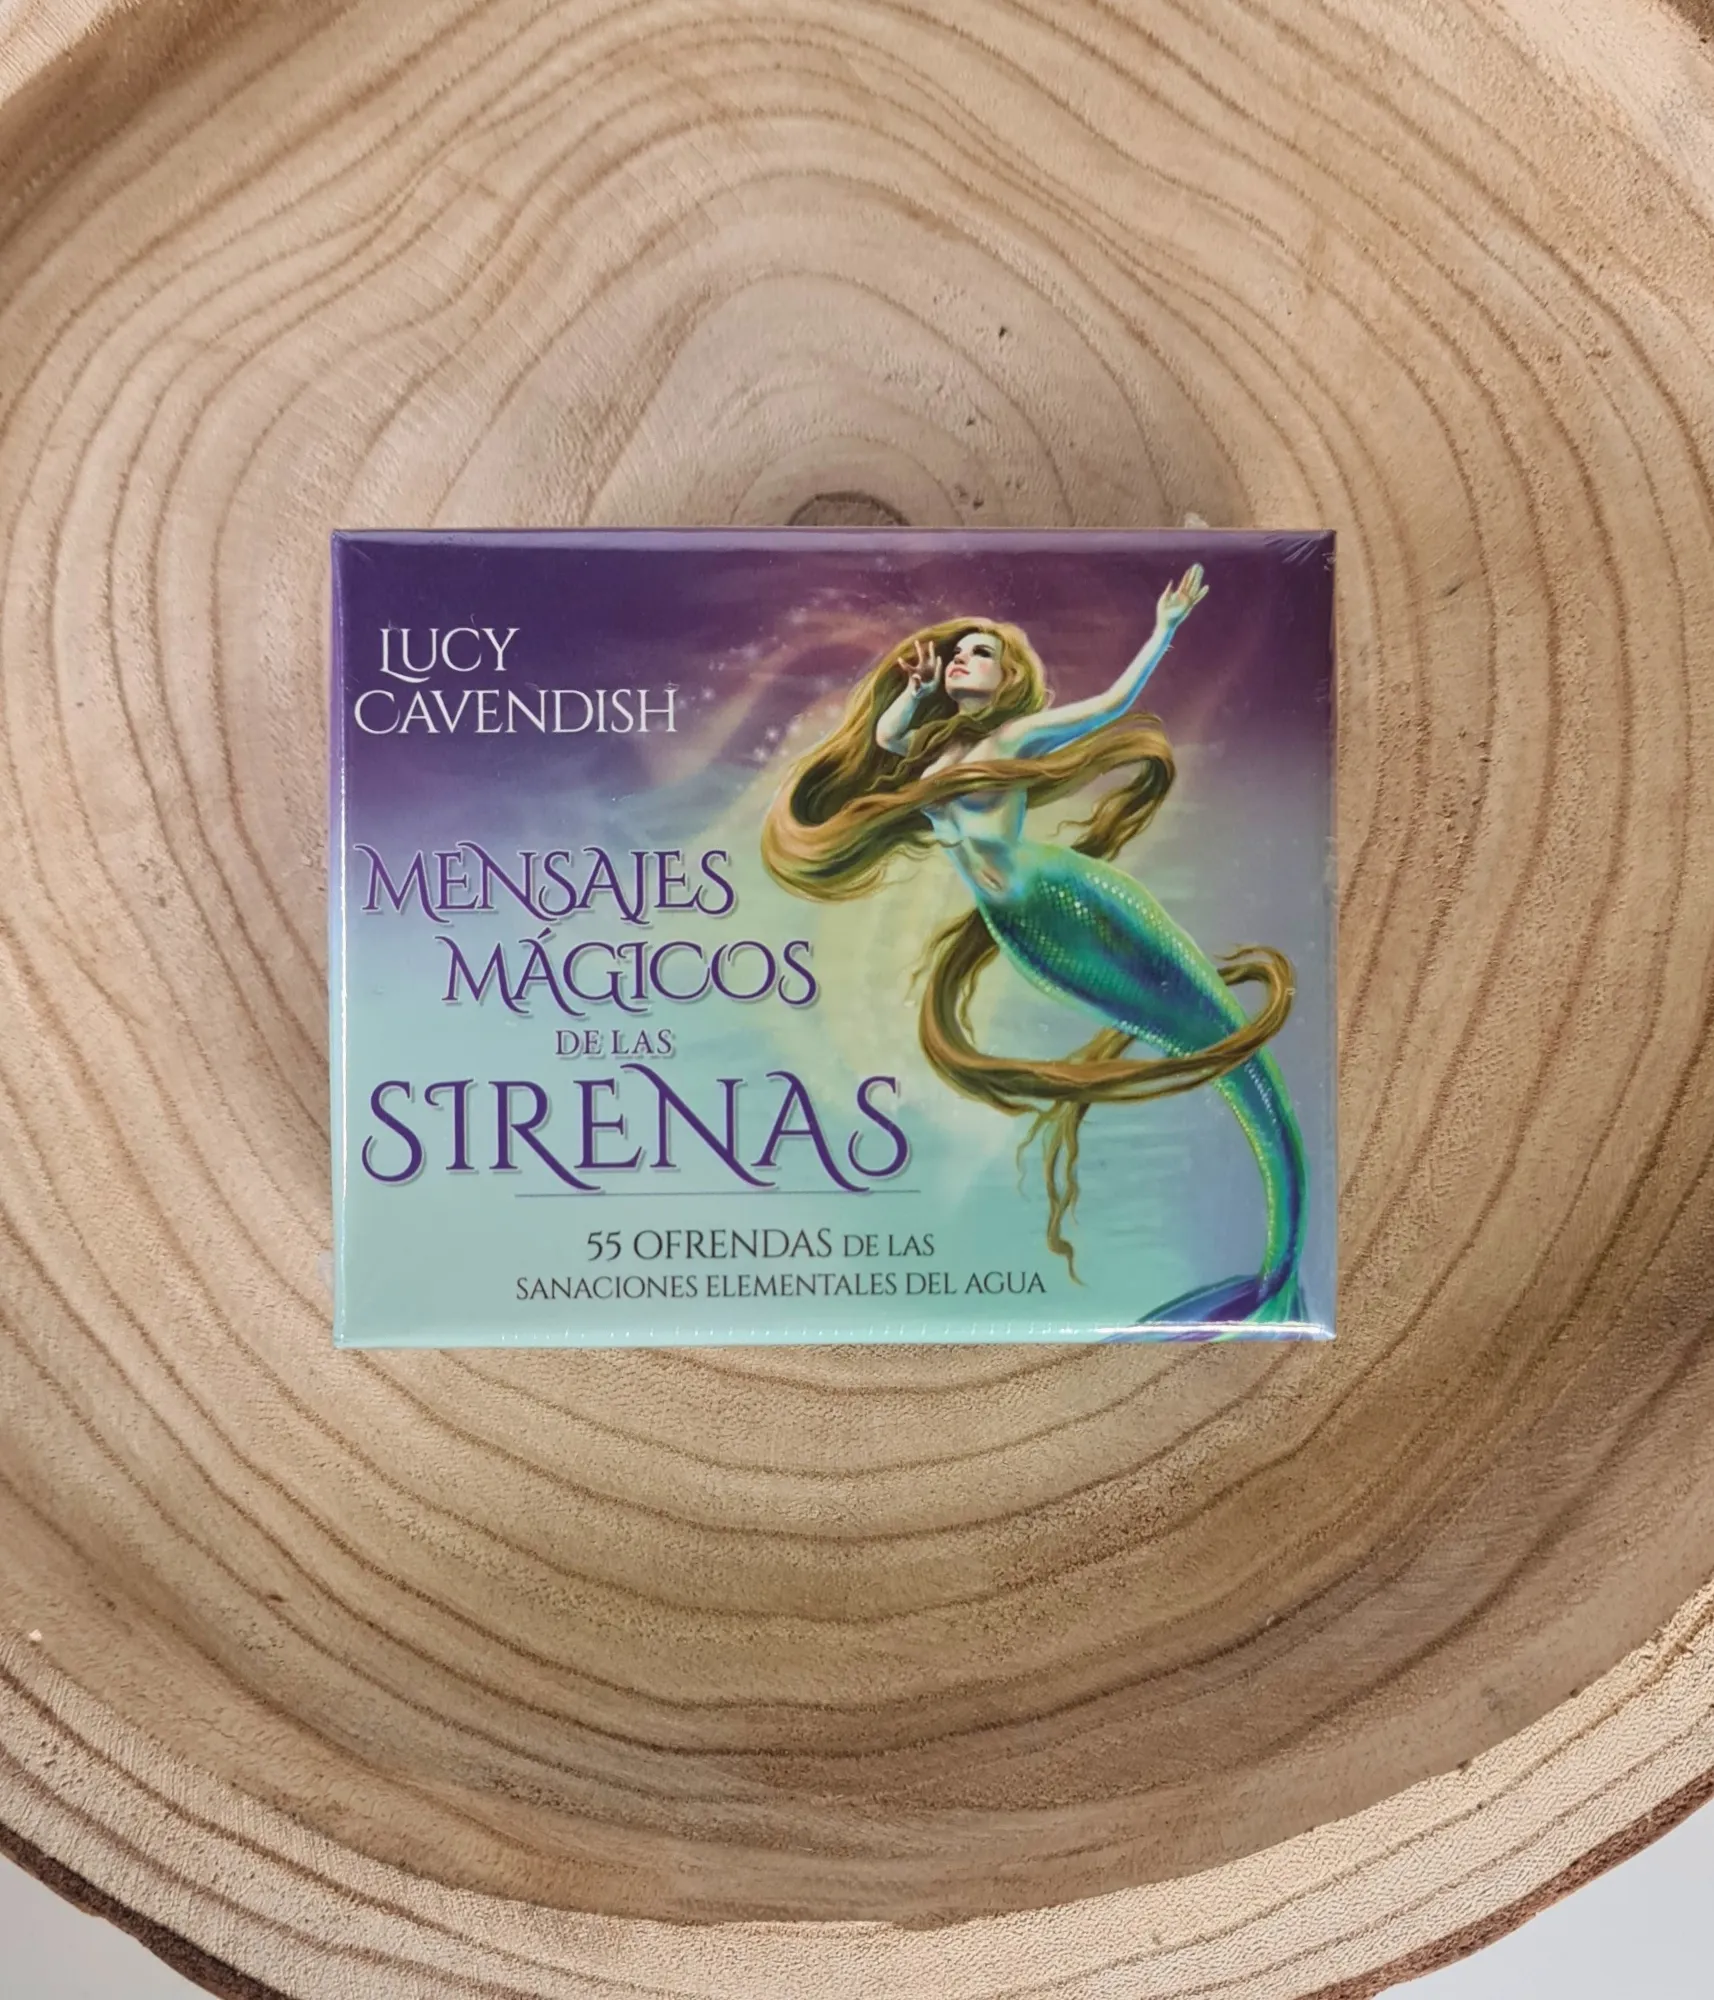 LUCY
CAVENDISH
MENSAJES
MÁGICOS
DE LAS
SIRENAS
55 OFRENDAS DE LAS
SANACIONES ELEMENTALES DEL AGUA